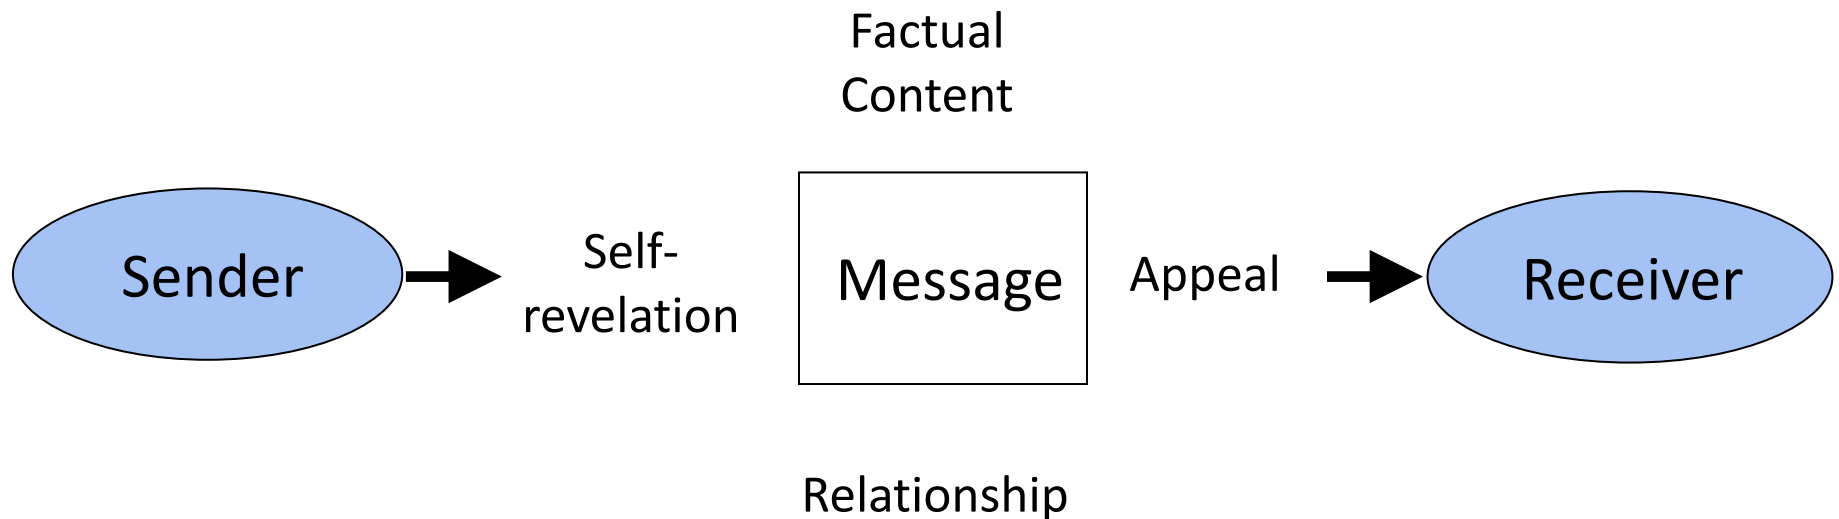 Factual
Content
Sender
Self-
revelation
Message
Appeal
Receiver
Relationship